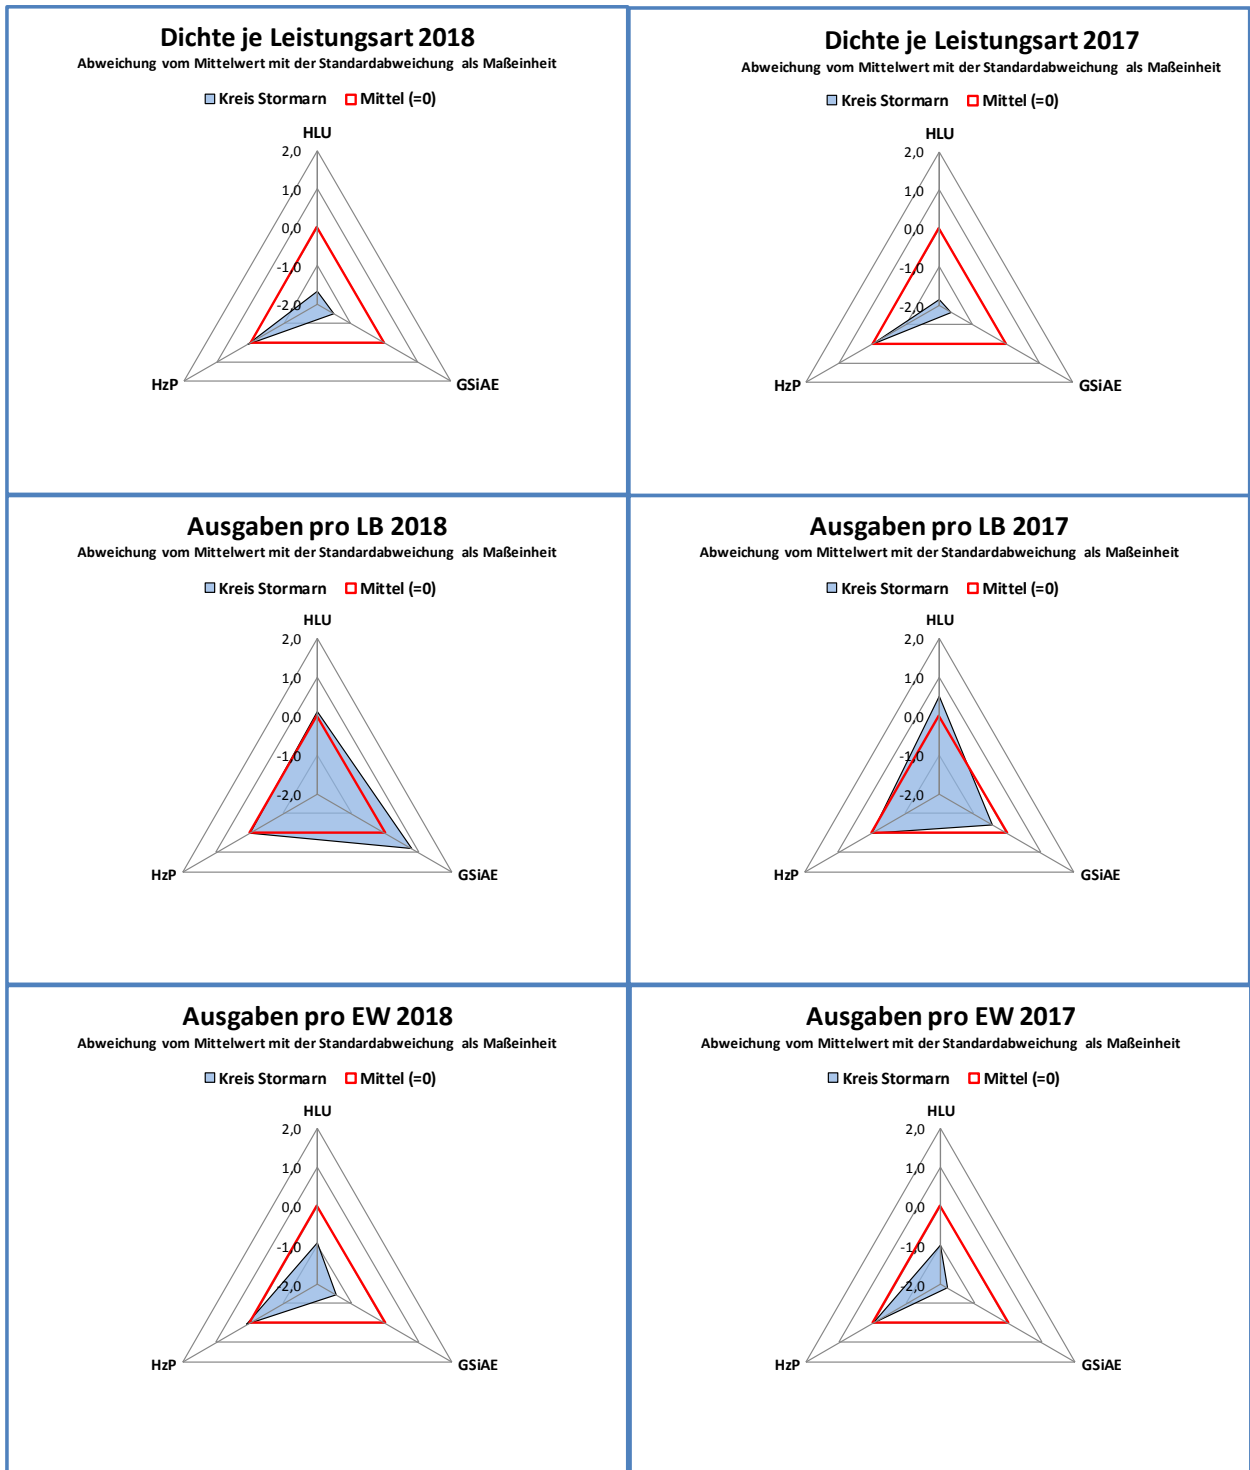 Dichte je Leistungsart 2018
Abweichung vom Mittelwert mit der Standardabweichung als Maßeinheit
Kreis Stormarn Mittel (=0)
HLU
2,0
1,0
0,0
-1,0
-2,0
HzP GSiAE
Dichte je Leistungsart 2017
Abweichung vom Mittelwert mit der Standardabweichung als Maßeinheit
Kreis Stormarn Mittel (=0)
HLU
2,0
1,0
0,0
-1,0
-2,0
HzP GSiAE
Ausgaben pro LB 2018
Abweichung vom Mittelwert mit der Standardabweichung als Maßeinheit
Kreis Stormarn Mittel (=0)
HLU
2,0
1,0
0,0
-1,0
-2,0
HzP GSiAE
Ausgaben pro LB 2017
Abweichung vom Mittelwert mit der Standardabweichung als Maßeinheit
Kreis Stormarn Mittel (=0)
HLU
2,0
1,0
0,0
-1,0
-2,0
HzP GSiAE
Ausgaben pro EW 2018
Abweichung vom Mittelwert mit der Standardabweichung als Maßeinheit
Kreis Stormarn Mittel (=0)
HLU
2,0
1,0
0,0
-1,0
-2,0
HzP GSiAE
Ausgaben pro EW 2017
Abweichung vom Mittelwert mit der Standardabweichung als Maßeinheit
Kreis Stormarn Mittel (=0)
HLU
2,0
1,0
0,0
-1,0
-2,0
HzP GSiAE